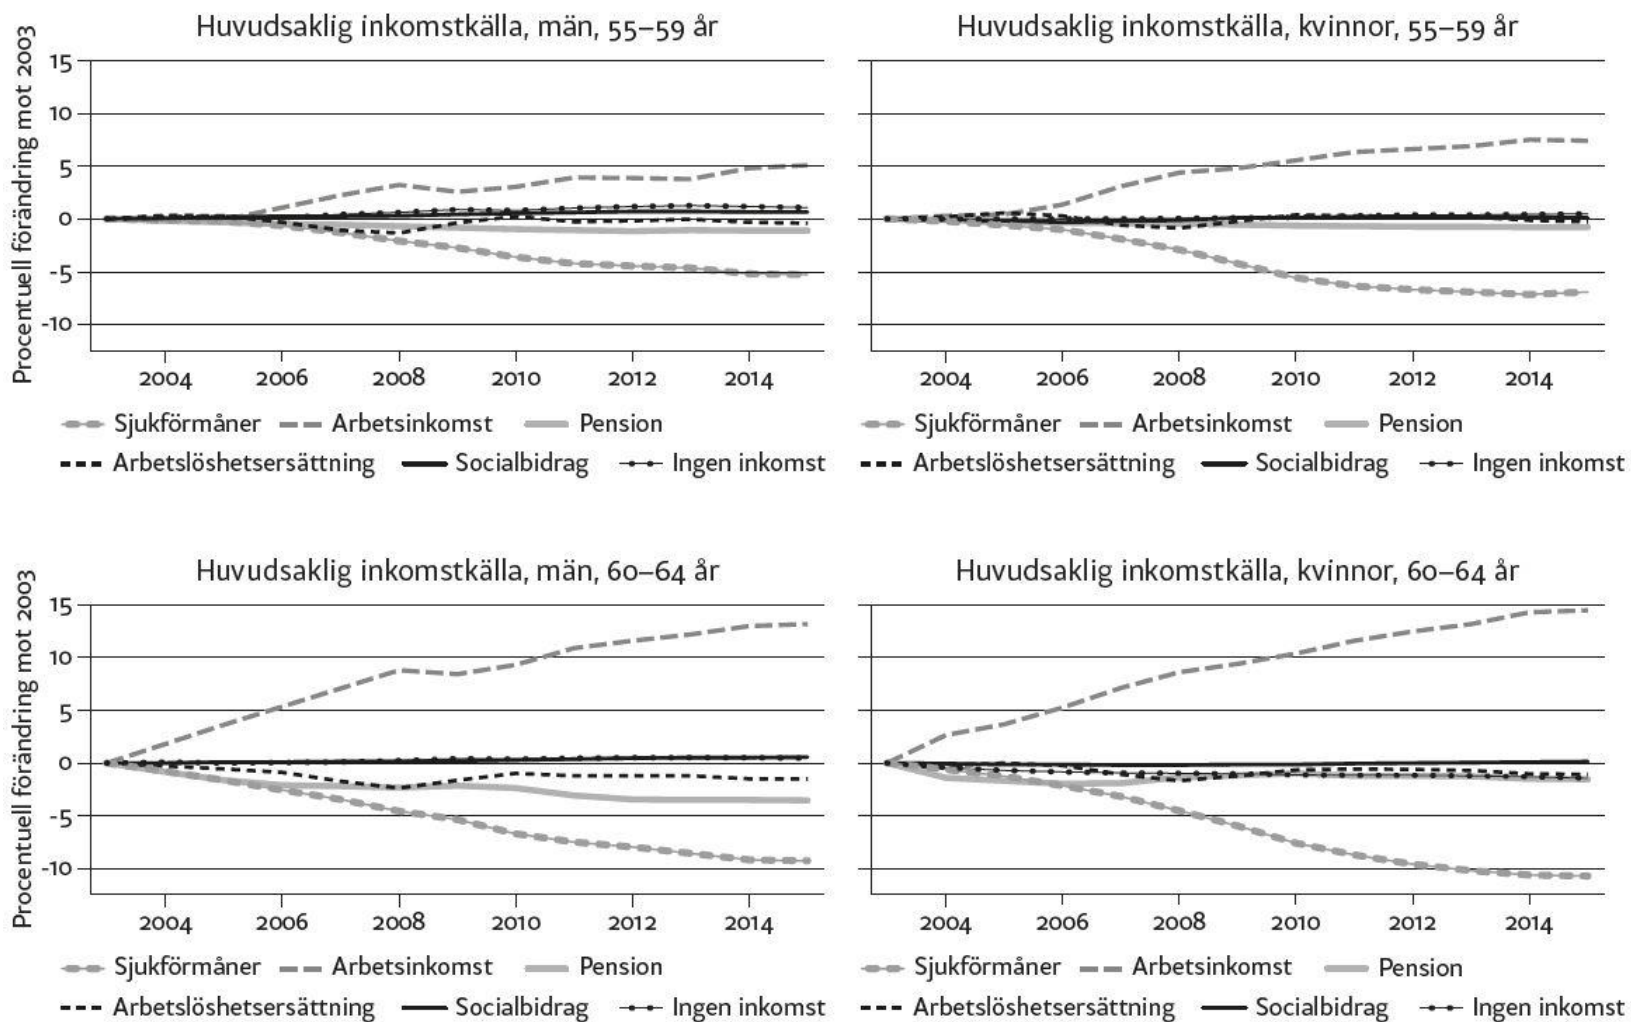 Huvudsaklig inkomstkälla, män, 55–59 år
Procentuell förändring mot 2003
15
10
5
0
-5
-10
2004 2006 2008 2010 2012 2014
Sjukförmåner Arbetsinkomst Pension
Arbetslöshetsersättning Socialbidrag Ingen inkomst
Huvudsaklig inkomstkälla, kvinnor, 55–59 år
2004 2006 2008 2010 2012 2014
Sjukförmåner Arbetsinkomst Pension
Arbetslöshetsersättning Socialbidrag Ingen inkomst
Huvudsaklig inkomstkälla, män, 60–64 år
Procentuell förändring mot 2003
15
10
5
0
-5
-10
2004 2006 2008 2010 2012 2014
Sjukförmåner Arbetsinkomst Pension
Arbetslöshetsersättning Socialbidrag Ingen inkomst
Huvudsaklig inkomstkälla, kvinnor, 60–64 år
2004 2006 2008 2010 2012 2014
Sjukförmåner Arbetsinkomst Pension
Arbetslöshetsersättning Socialbidrag Ingen inkomst